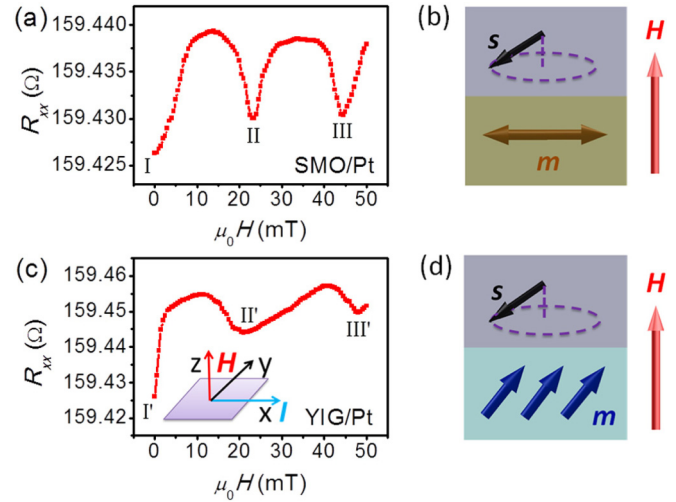 (a)
159.440
159.435
159.430
159.425
R_xx (Ω)
I
II
III
SMO/Pt
0 10 20 30 40 50
μ₀H (mT)
(b)
s
m
H
(c)
159.46
159.45
159.44
159.43
159.42
R_xx (Ω)
I'
II'
III'
z
H
y
x
I
YIG/Pt
0 10 20 30 40 50
μ₀H (mT)
(d)
s
m
H